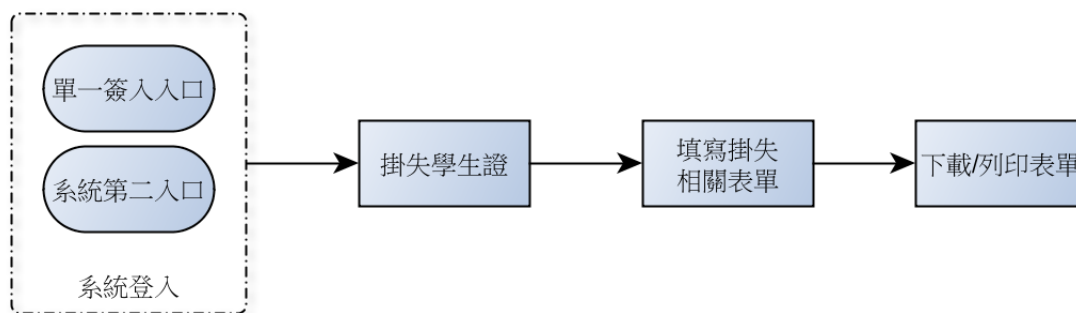 單一簽入入口
系統第二入口
系統登入
掛失學生證
填寫掛失
相關表單
下載/列印表單